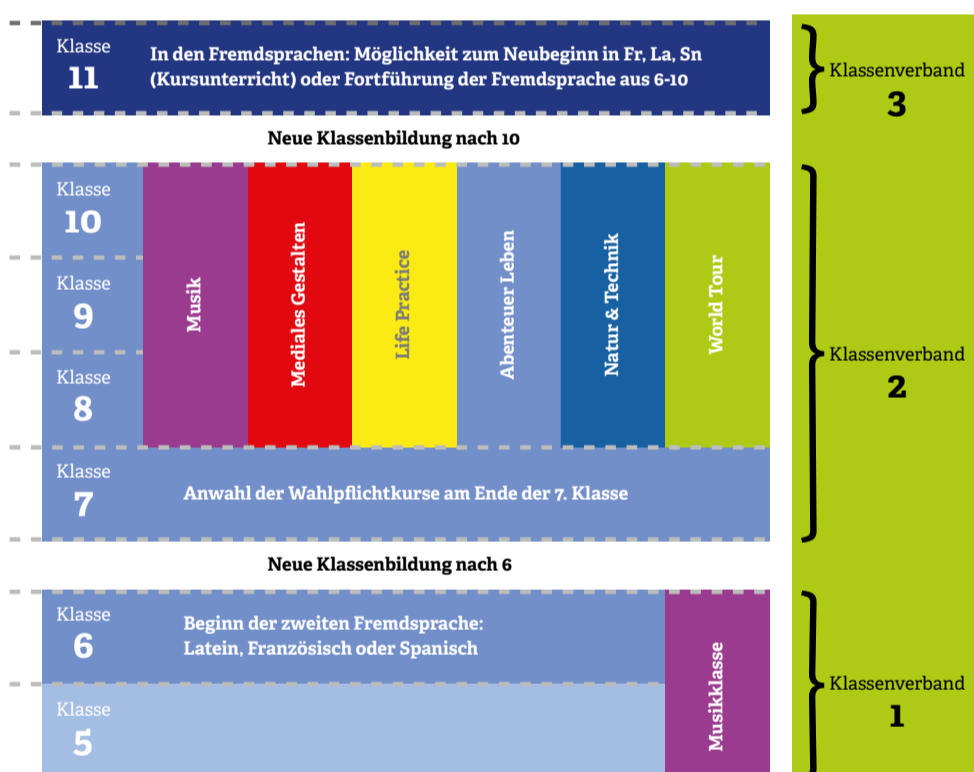 Klasse
11
In den Fremdsprachen: Möglichkeit zum Neubeginn in Fr, La, Sn
(Kursunterricht) oder Fortführung der Fremdsprache aus 6-10
Klassenverband
3
Neue Klassenbildung nach 10
Klasse
10
Klasse
9
Klasse
8
Musik
Mediales Gestalten
Life Practice
Abenteuer Leben
Natur & Technik
World Tour
Klassenverband
2
Klasse
7
Anwahl der Wahlpflichtkurse am Ende der 7. Klasse
Neue Klassenbildung nach 6
Klasse
6
Beginn der zweiten Fremdsprache:
Latein, Französisch oder Spanisch
Klasse
5
Musikklasse
Klassenverband
1